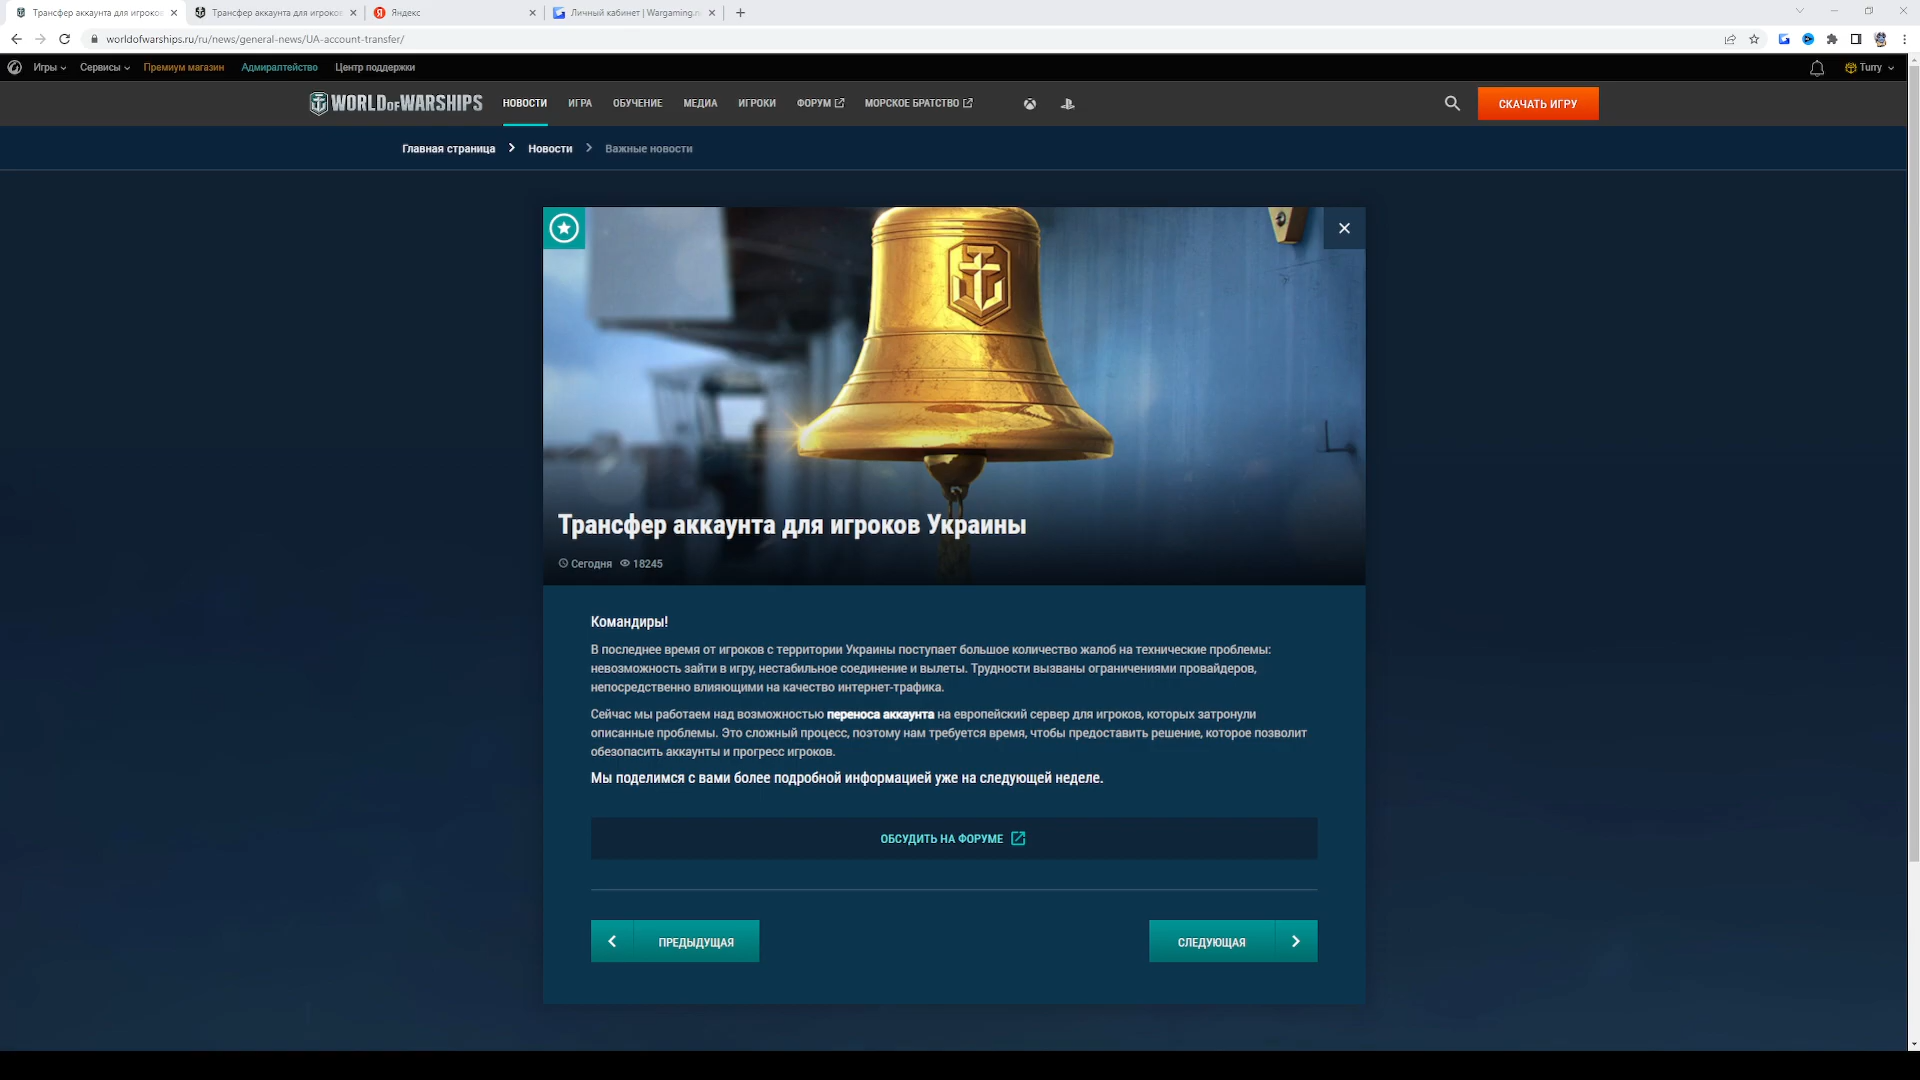 Трансфер аккаунта для игроков
Трансфер аккаунта для игроков
Яндекс
Личный кабинет | Wargaming.n
worldofwarships.ru/ru/news/general-news/UA-account-transfer/
Игры
Сервисы
Премиум магазин
Адмиралтейство
Центр поддержки
Turry
WORLD OF WARSHIPS
НОВОСТИ
ИГРА
ОБУЧЕНИЕ
МЕДИА
ИГРОКИ
ФОРУМ
МОРСКОЕ БРАТСТВО
СКАЧАТЬ ИГРУ
Главная страница
Новости
Важные новости
Трансфер аккаунта для игроков Украины
Сегодня 18245
Командиры!
В последнее время от игроков с территории Украины поступает большое количество жалоб на технические проблемы:
невозможность зайти в игру, нестабильное соединение и вылеты. Трудности вызваны ограничениями провайдеров,
непосредственно влияющими на качество интернет-трафика.
Сейчас мы работаем над возможностью переноса аккаунта на европейский сервер для игроков, которых затронули
описанные проблемы. Это сложный процесс, поэтому нам требуется время, чтобы предоставить решение, которое позволит
обезопасить аккаунты и прогресс игроков.
Мы поделимся с вами более подробной информацией уже на следующей неделе.
ОБСУДИТЬ НА ФОРУМЕ
ПРЕДЫДУЩАЯ
СЛЕДУЮЩАЯ